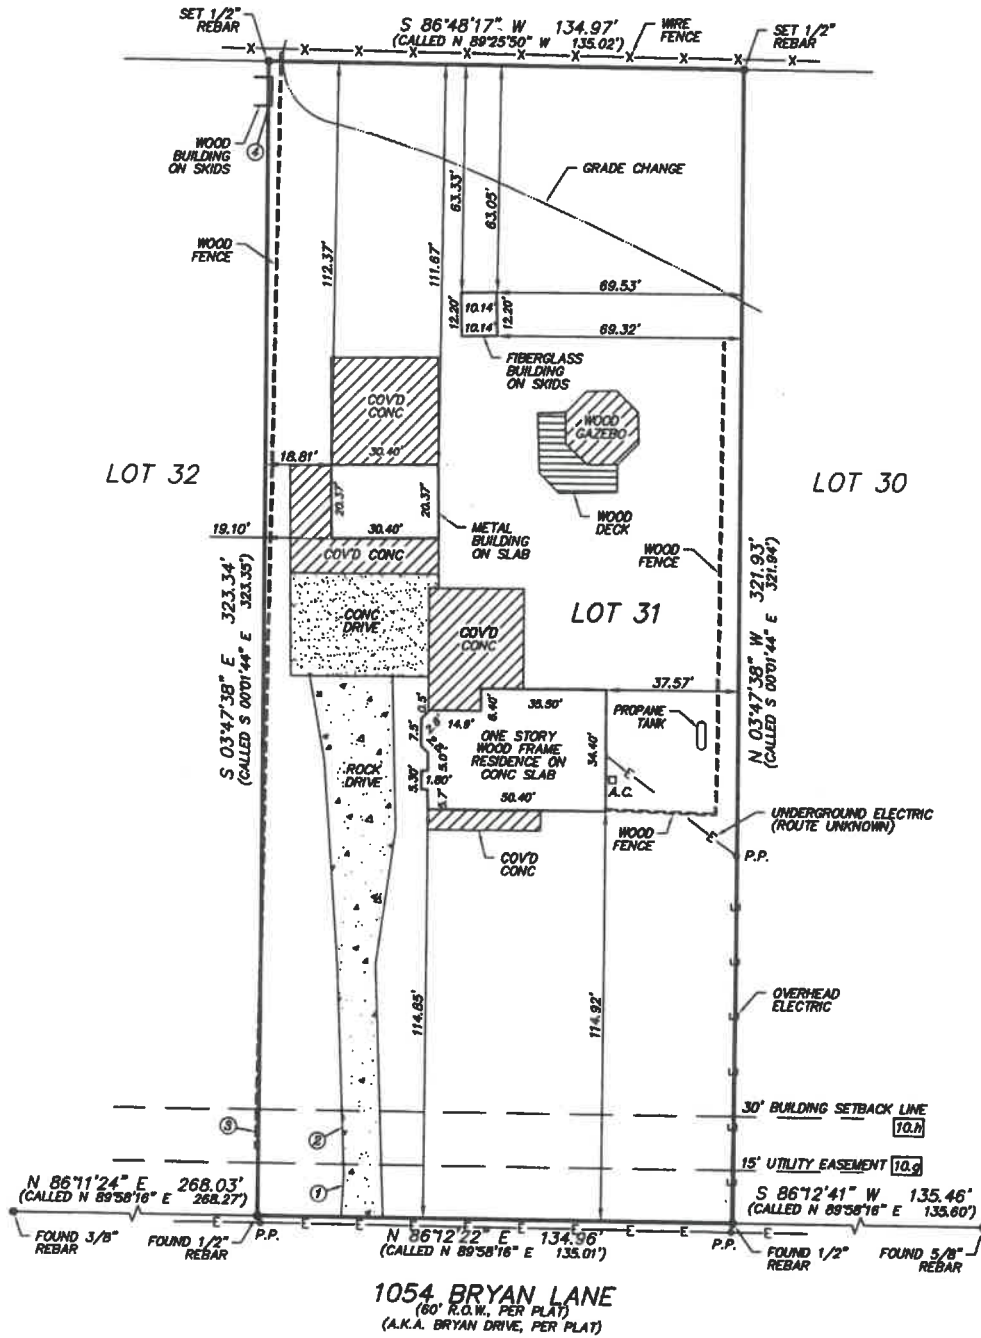 SET 1/2"
REBAR
S 86°48'17" W 134.97'
(CALLED N 89°25'50" W 135.02')
WIRE
FENCE
SET 1/2"
REBAR
X X X X X X X X X X X
WOOD
BUILDING
ON SKIDS
4
GRADE CHANGE
63.33'
63.05'
WOOD
FENCE
112.37'
111.67'
69.53'
12.20'
10.14'
10.14'
12.20'
69.32'
FIBERGLASS
BUILDING
ON SKIDS
COV'D
CONC
WOOD
GAZEBO
30.40'
18.81'
LOT 32
LOT 30
20.37'
20.37'
WOOD
DECK
METAL
BUILDING
ON SLAB
19.10'
30.40'
COV'D CONC
WOOD
FENCE
S 03°47'38" E 323.34'
(CALLED S 00°01'44" E 323.35')
N 03°47'38" W 321.93'
(CALLED S 00°01'44" E 321.94')
CONC
DRIVE
LOT 31
COV'D
CONC
37.57'
0.5'
6.40'
35.50'
PROPANE
TANK
7.5'
14.9'
ONE STORY
WOOD FRAME
RESIDENCE ON
CONC SLAB
34.40'
5.0'
E
ROCK
DRIVE
5.30'
1.80'
A.C.
5.7'
50.40'
UNDERGROUND ELECTRIC
(ROUTE UNKNOWN)
WOOD
FENCE
E
COV'D
CONC
P.P.
114.85'
114.92'
E
E
OVERHEAD
ELECTRIC
E
E
30' BUILDING SETBACK LINE
10.h
3
2
E
15' UTILITY EASEMENT 10.g
1
E
N 86°11'24" E 268.03'
(CALLED N 89°58'16" E 268.27')
S 86°12'41" W 135.46'
(CALLED N 89°58'16" E 135.60')
FOUND 3/8"
REBAR
FOUND 1/2"
REBAR
P.P.
E E E E E E E E
N 86°12'22" E 134.96'
(CALLED N 89°58'16" E 135.01')
P.P.
FOUND 1/2"
REBAR
FOUND 5/8"
REBAR
1054 BRYAN LANE
(60' R.O.W., PER PLAT)
(A.K.A. BRYAN DRIVE, PER PLAT)